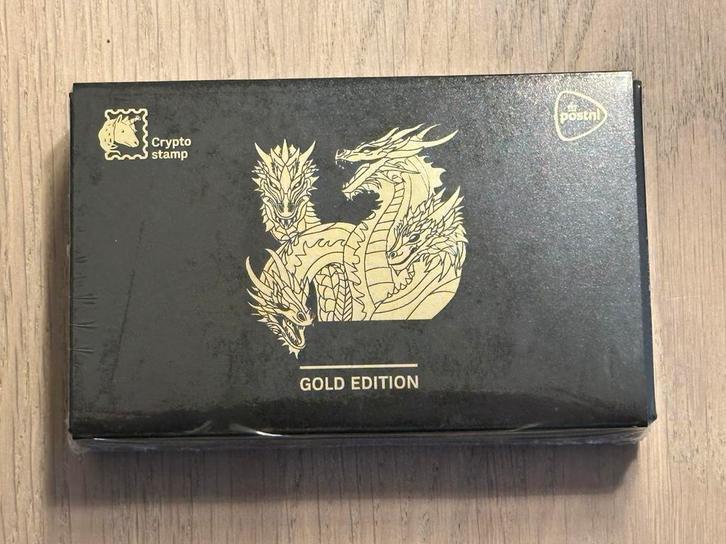 Crypto
stamp
postnl
GOLD EDITION